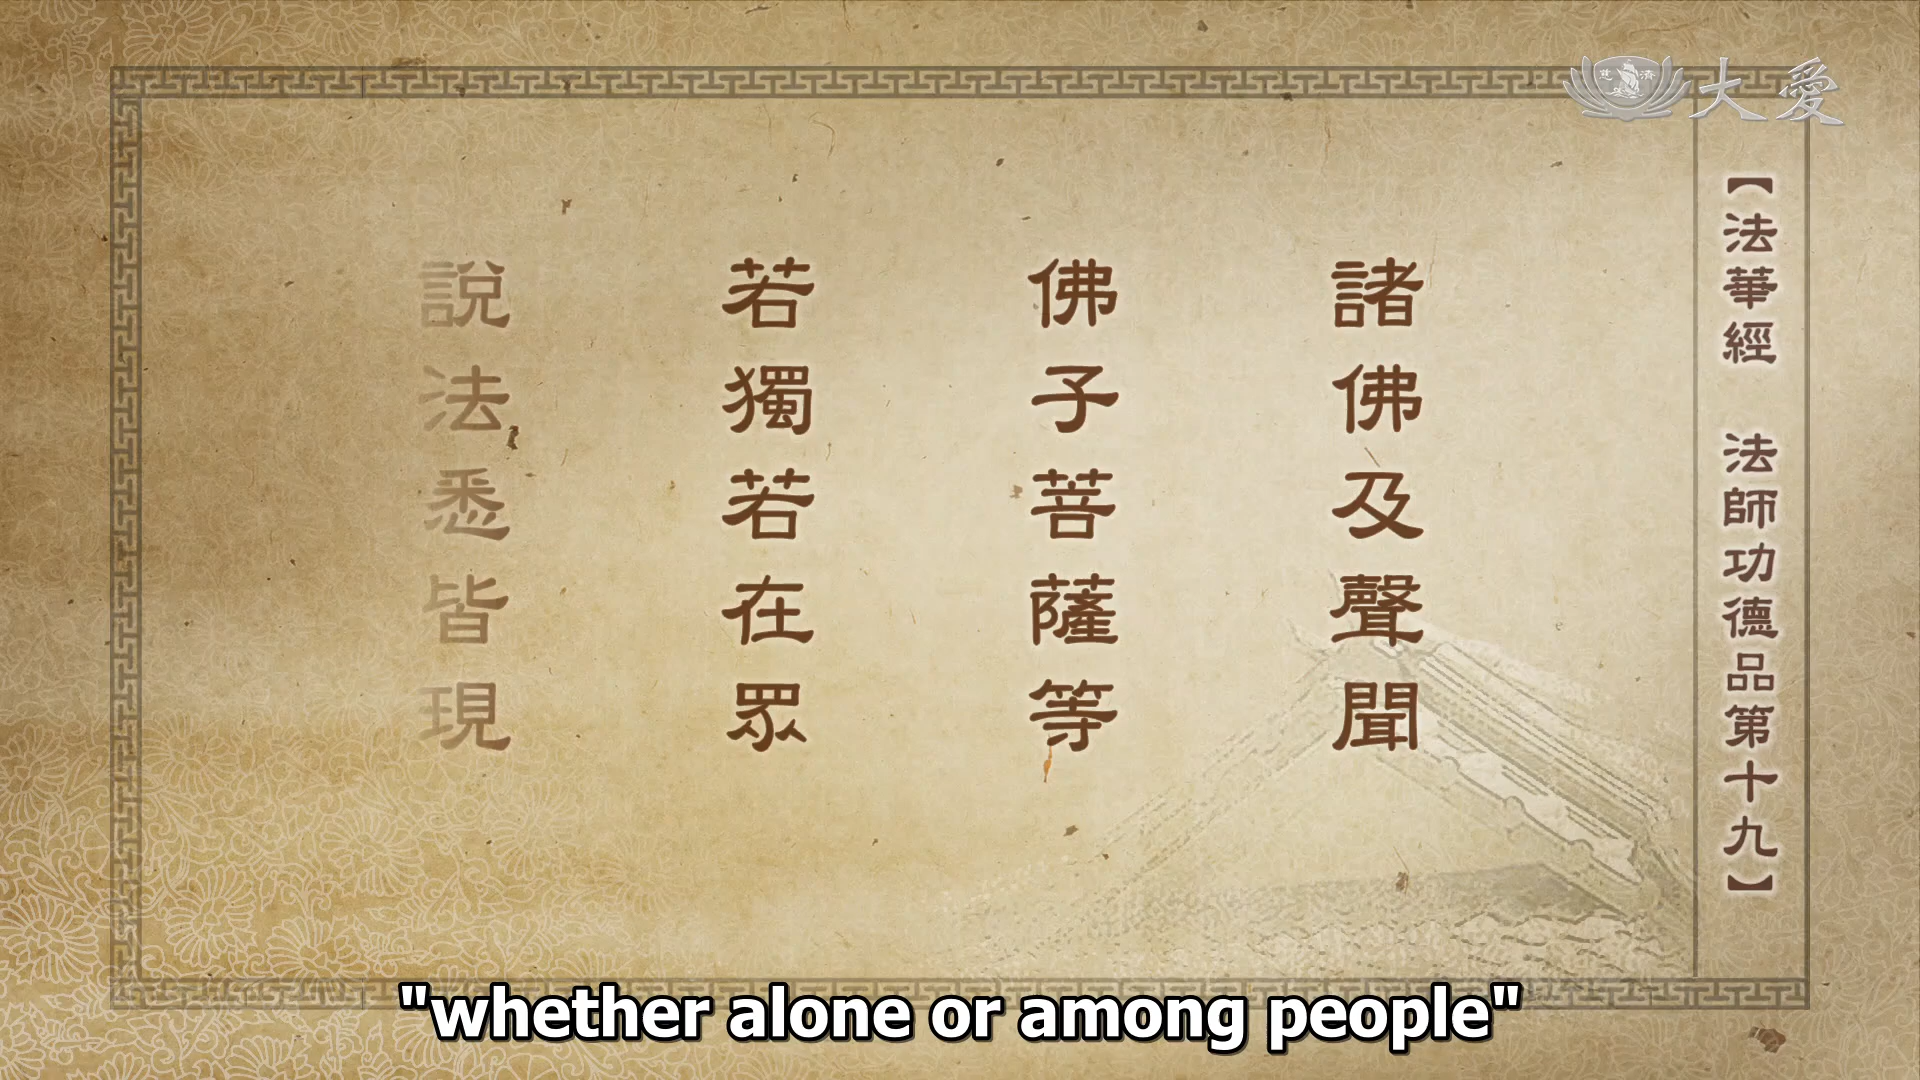 大愛
慈濟
【法華經 法師功德品第十九】
諸佛及聲聞
佛子菩薩等
若獨若在眾
說法悉皆現
"whether alone or among people"